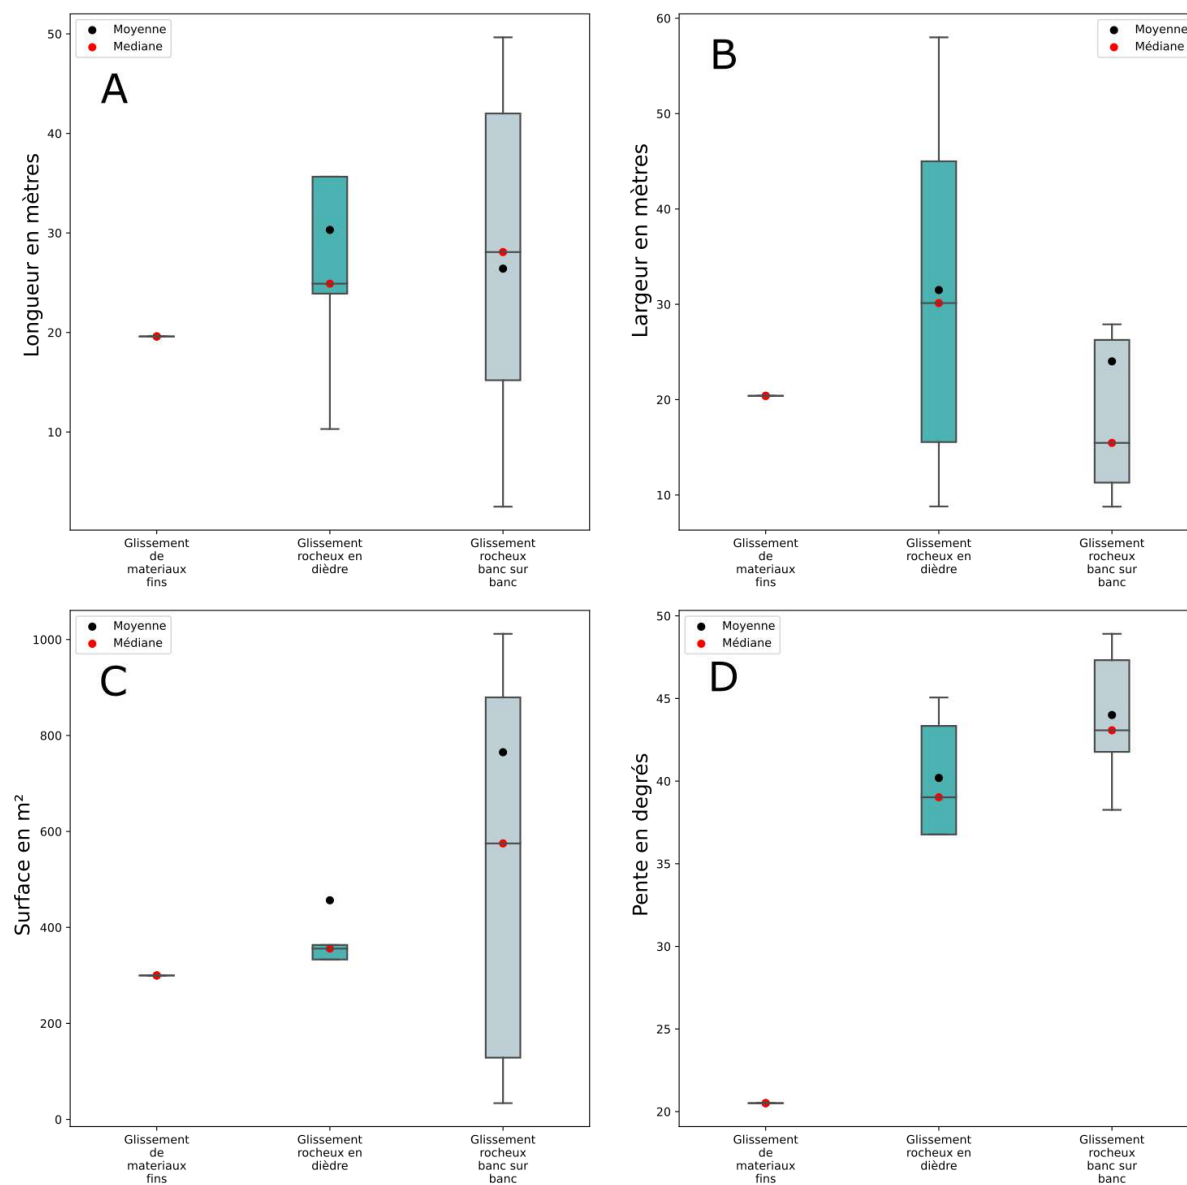 Moyenne
Mediane
A
Longueur en mètres
50
40
30
20
10
Glissement
de
materiaux
fins
Glissement
rocheux en
dièdre
Glissement
rocheux
banc sur
banc
Moyenne
Médiane
B
Largeur en mètres
60
50
40
30
20
10
Glissement
de
materiaux
fins
Glissement
rocheux en
dièdre
Glissement
rocheux
banc sur
banc
Moyenne
Médiane
C
Surface en m²
1000
800
600
400
200
0
Glissement
de
materiaux
fins
Glissement
rocheux en
dièdre
Glissement
rocheux
banc sur
banc
Moyenne
Médiane
D
Pente en degrés
50
45
40
35
30
25
20
Glissement
de
materiaux
fins
Glissement
rocheux en
dièdre
Glissement
rocheux
banc sur
banc